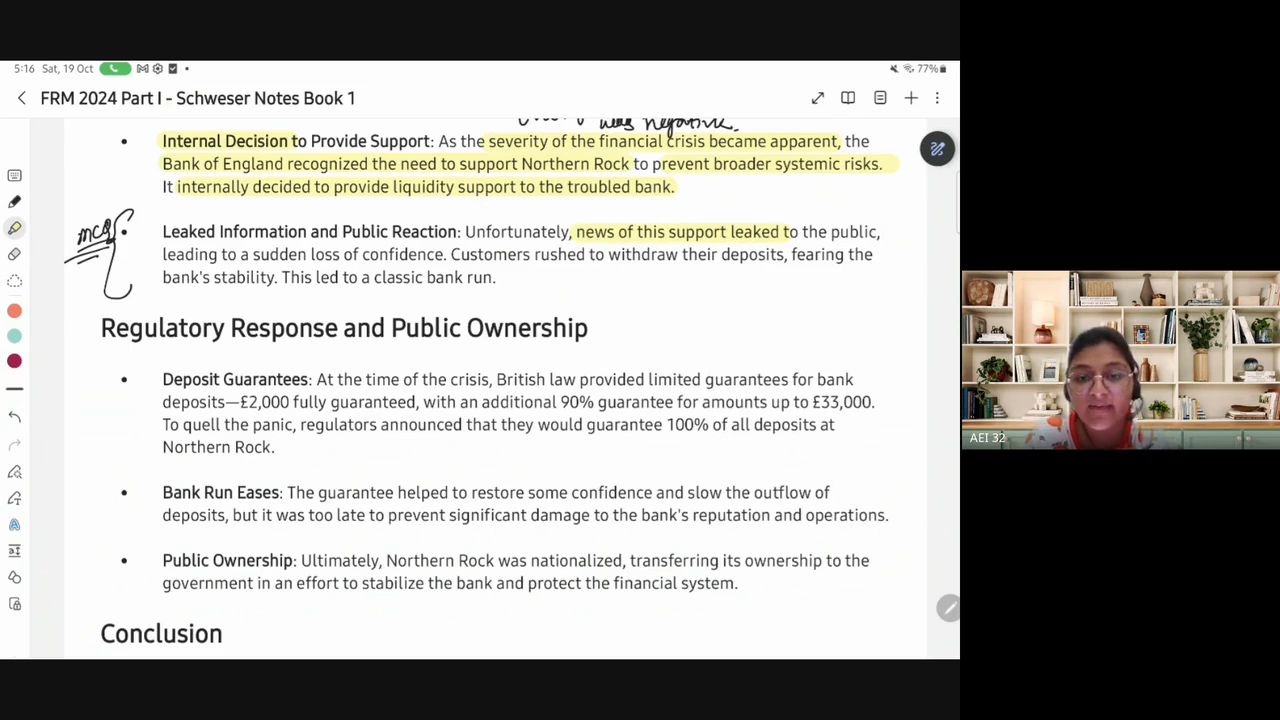 5:16 Sat, 19 Oct
77%
FRM 2024 Part I - Schweser Notes Book 1
was negative.
• Internal Decision to Provide Support: As the severity of the financial crisis became apparent, the
Bank of England recognized the need to support Northern Rock to prevent broader systemic risks.
It internally decided to provide liquidity support to the troubled bank.
mcq
• Leaked Information and Public Reaction: Unfortunately, news of this support leaked to the public,
leading to a sudden loss of confidence. Customers rushed to withdraw their deposits, fearing the
bank's stability. This led to a classic bank run.
Regulatory Response and Public Ownership
• Deposit Guarantees: At the time of the crisis, British law provided limited guarantees for bank
deposits—£2,000 fully guaranteed, with an additional 90% guarantee for amounts up to £33,000.
To quell the panic, regulators announced that they would guarantee 100% of all deposits at
Northern Rock.
• Bank Run Eases: The guarantee helped to restore some confidence and slow the outflow of
deposits, but it was too late to prevent significant damage to the bank's reputation and operations.
• Public Ownership: Ultimately, Northern Rock was nationalized, transferring its ownership to the
government in an effort to stabilize the bank and protect the financial system.
Conclusion
AEI 32